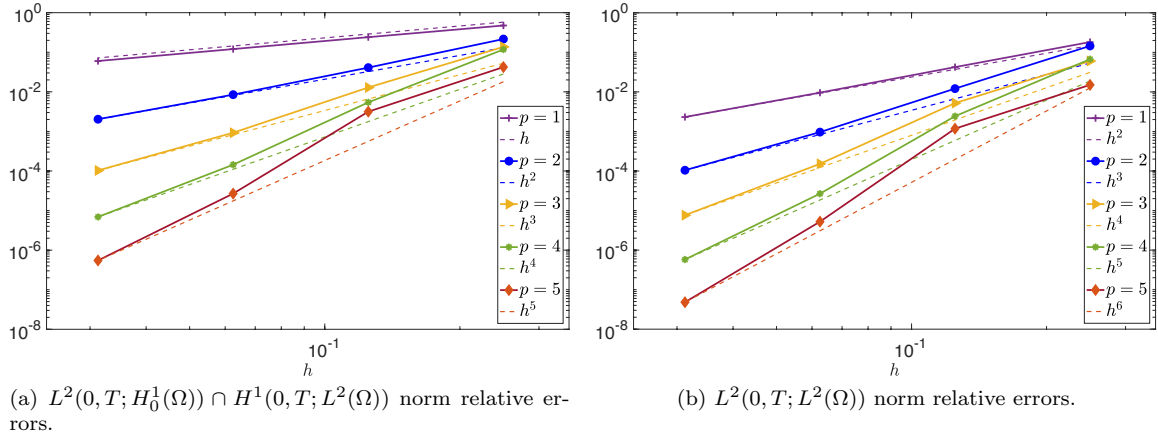 10^0
10^-2
10^-4
10^-6
10^-8
10^-1
h
p = 1
h
p = 2
h^2
p = 3
h^3
p = 4
h^4
p = 5
h^5
(a) L^2(0, T; H_0^1(Ω)) ∩ H^1(0, T; L^2(Ω)) norm relative er-
rors.
10^0
10^-2
10^-4
10^-6
10^-8
10^-1
h
p = 1
h^2
p = 2
h^3
p = 3
h^4
p = 4
h^5
p = 5
h^6
(b) L^2(0, T; L^2(Ω)) norm relative errors.